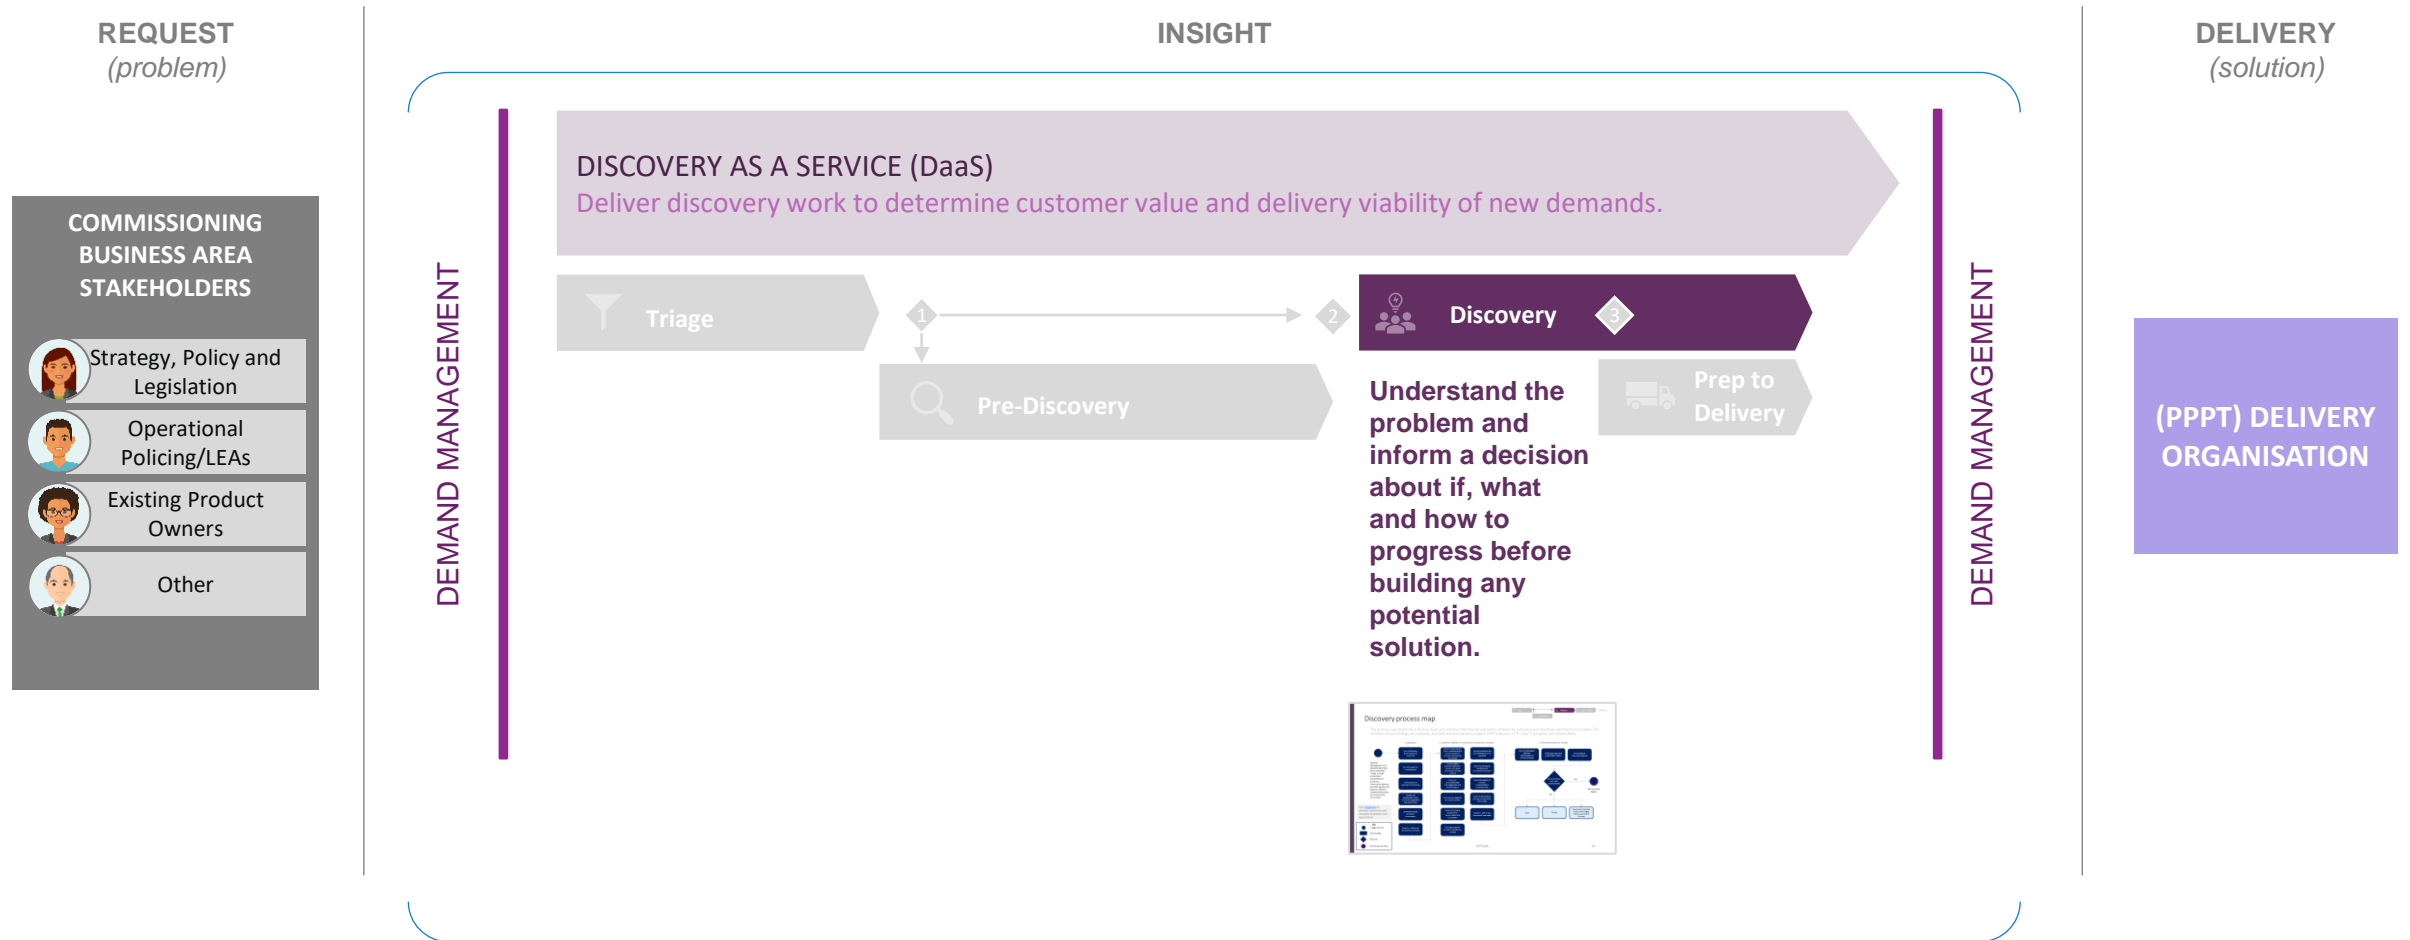 REQUEST
(problem)
INSIGHT
DELIVERY
(solution)
COMMISSIONING
BUSINESS AREA
STAKEHOLDERS
Strategy, Policy and
Legislation
Operational
Policing/LEAs
Existing Product
Owners
Other
DEMAND MANAGEMENT
DISCOVERY AS A SERVICE (DaaS)
Deliver discovery work to determine customer value and delivery viability of new demands.
Triage
1
2
Discovery
3
Pre-Discovery
Prep to
Delivery
Understand the
problem and
inform a decision
about if, what
and how to
progress before
building any
potential
solution.
Discovery process map
DEMAND MANAGEMENT
(PPPT) DELIVERY
ORGANISATION